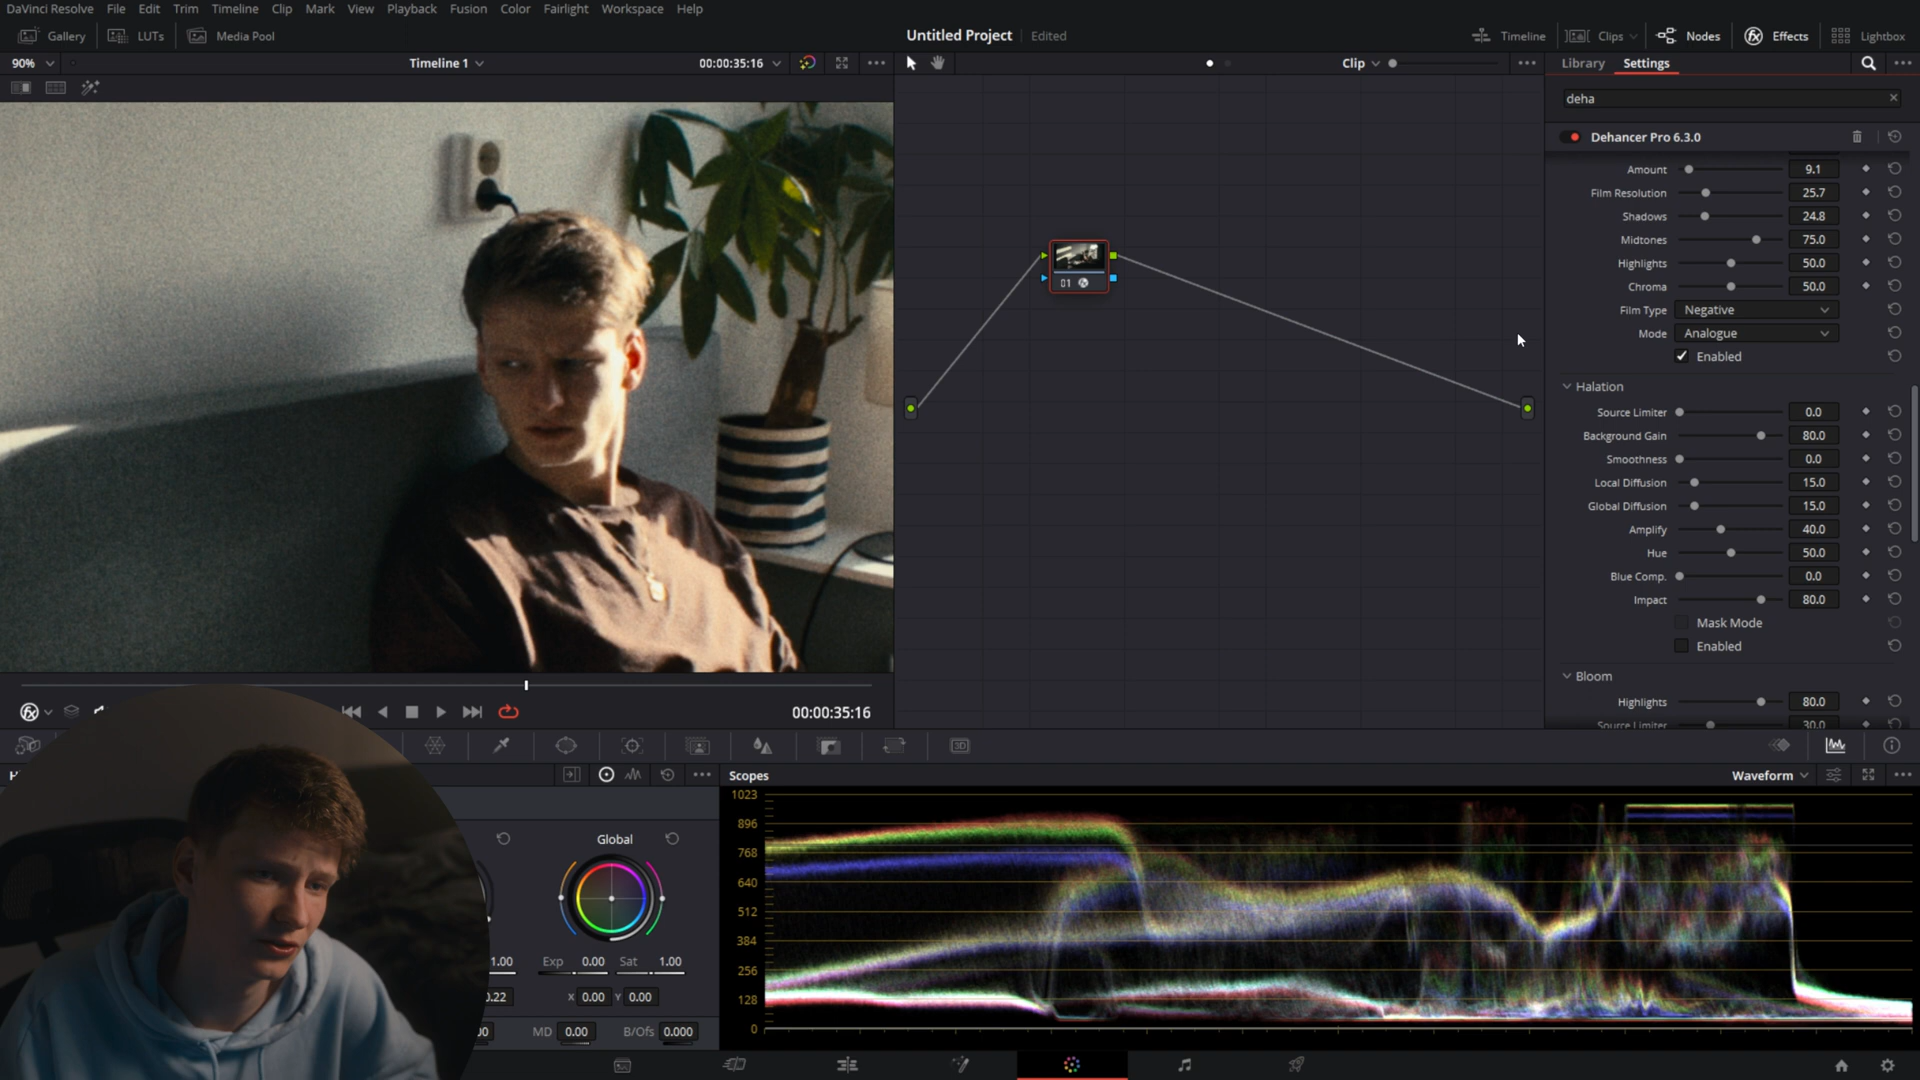 DaVinci Resolve File Edit Trim Timeline Clip Mark View Playback Fusion Color Fairlight Workspace Help
Gallery LUTs Media Pool Untitled Project Edited Timeline Clips Nodes Effects Lightbox
90% Timeline 1 00:00:35:16 Clip Library Settings
deha
Dehancer Pro 6.3.0
Amount 9.1
Film Resolution 25.7
Shadows 24.8
Midtones 75.0
Highlights 50.0
Chroma 50.0
Film Type Negative
Mode Analogue
Enabled
01
Halation
Source Limiter 0.0
Background Gain 80.0
Smoothness 0.0
Local Diffusion 15.0
Global Diffusion 15.0
Amplify 40.0
Hue 50.0
Blue Comp. 0.0
Impact 80.0
Mask Mode
Enabled
Bloom
Highlights 80.0
Source Limiter 30.0
00:00:35:16
3D
Scopes Waveform
Global
1.00 Exp 0.00 Sat 1.00
0.22 X 0.00 Y 0.00
MD 0.00 B/Ofs 0.000
1023
896
768
640
512
384
256
128
0